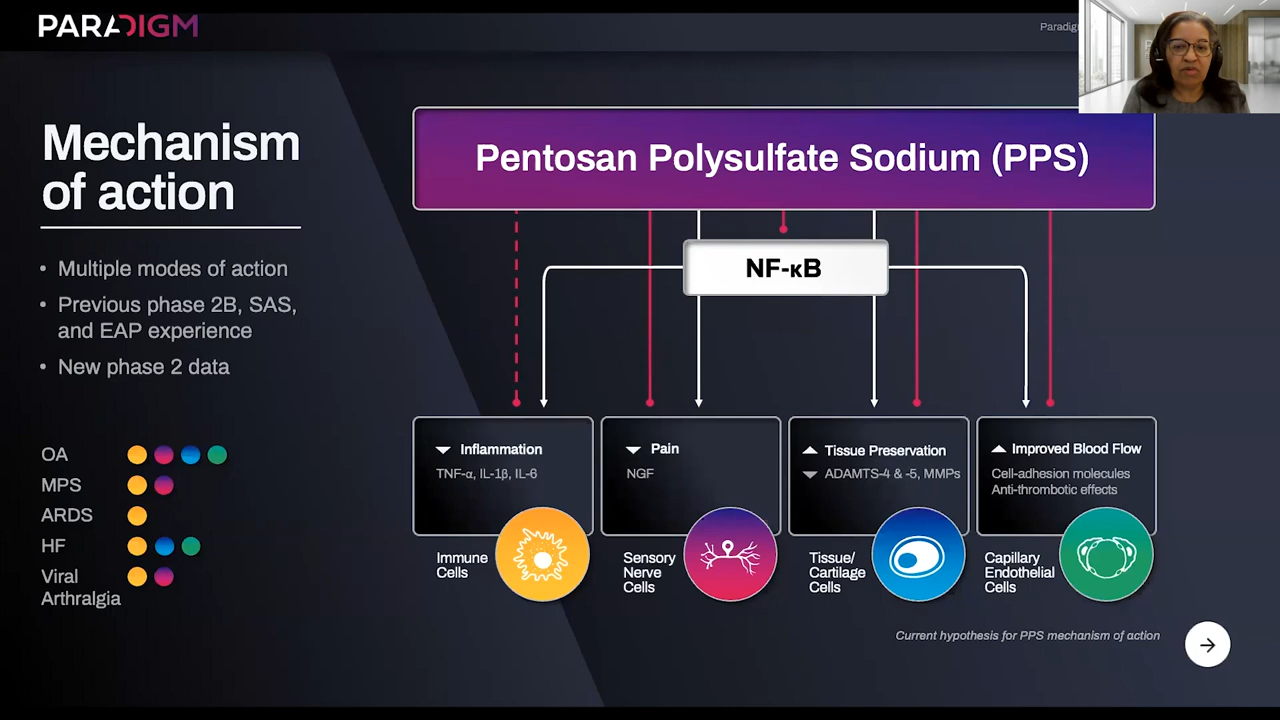 PARADIGM
Paradig
Mechanism
of action
• Multiple modes of action
• Previous phase 2B, SAS,
and EAP experience
• New phase 2 data
OA
MPS
ARDS
HF
Viral
Arthralgia
Pentosan Polysulfate Sodium (PPS)
NF-κB
Inflammation
TNF-α, IL-1β, IL-6
Immune
Cells
Pain
NGF
Sensory
Nerve
Cells
Tissue Preservation
ADAMTS-4 & -5, MMPs
Tissue/
Cartilage
Cells
Improved Blood Flow
Cell-adhesion molecules
Anti-thrombotic effects
Capillary
Endothelial
Cells
Current hypothesis for PPS mechanism of action